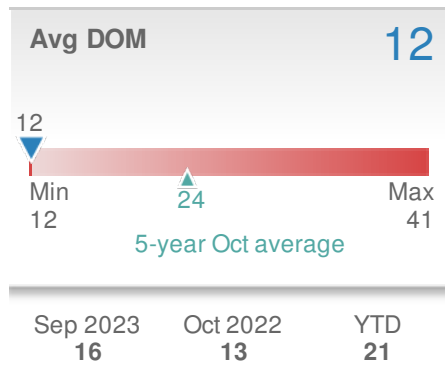 Avg DOM 12
12
Min 24 Max
12 41
5-year Oct average
Sep 2023 Oct 2022 YTD
16 13 21